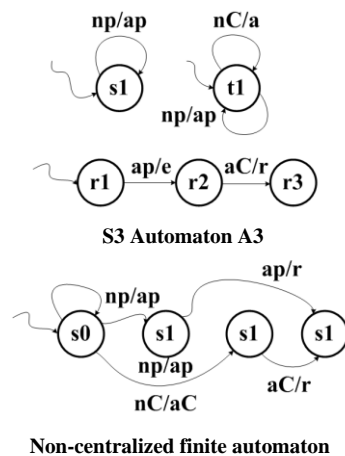 np/ap nC/a
s1 t1
np/ap
ap/e aC/r
r1 r2 r3
S3 Automaton A3
ap/r
np/ap
s0 s1 s1 s1
np/ap
aC/r
nC/aC
Non-centralized finite automaton